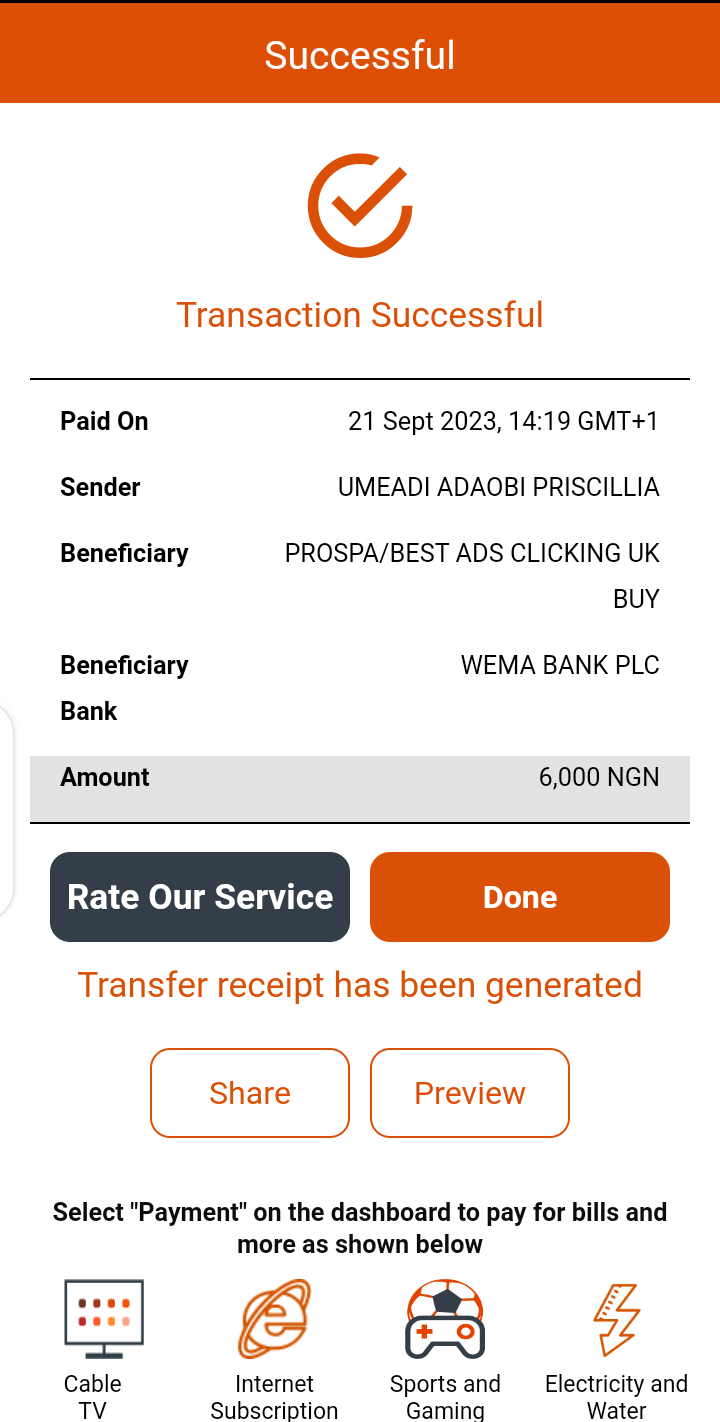 Successful
Transaction Successful
Paid On 21 Sept 2023, 14:19 GMT+1
Sender UMEADI ADAOBI PRISCILLIA
Beneficiary PROSPA/BEST ADS CLICKING UK
BUY
Beneficiary WEMA BANK PLC
Bank
Amount 6,000 NGN
Rate Our Service Done
Transfer receipt has been generated
Share Preview
Select "Payment" on the dashboard to pay for bills and
more as shown below
Cable Internet Sports and Electricity and
TV Subscription Gaming Water